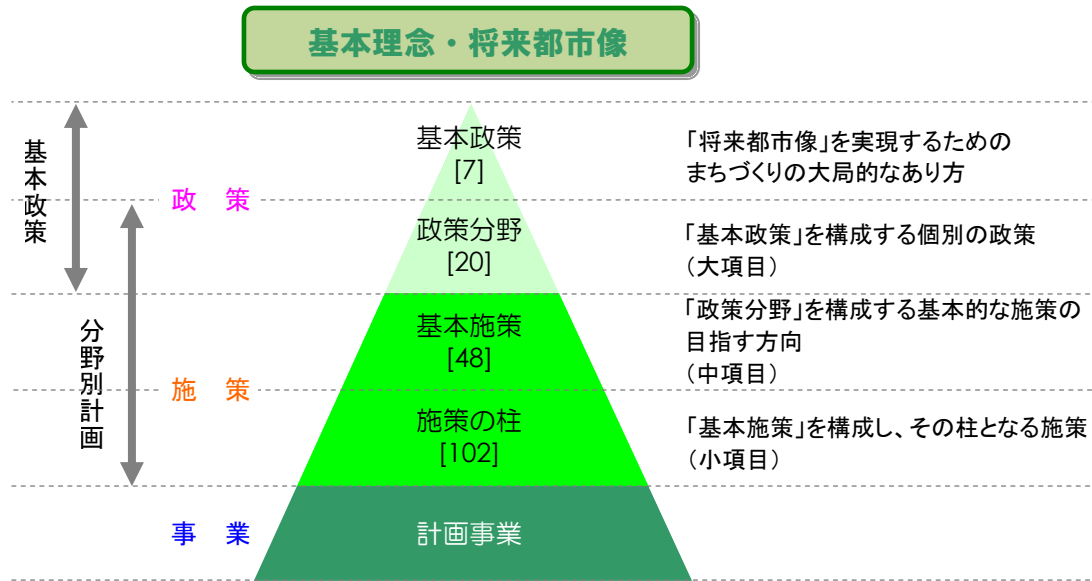 基本理念・将来都市像
基本政策
分野別計画
政　策
施　策
事　業
基本政策
[7]
政策分野
[20]
基本施策
[48]
施策の柱
[102]
計画事業
「将来都市像」を実現するための
まちづくりの大局的なあり方
「基本政策」を構成する個別の政策
（大項目）
「政策分野」を構成する基本的な施策の
目指す方向
（中項目）
「基本施策」を構成し、その柱となる施策
（小項目）